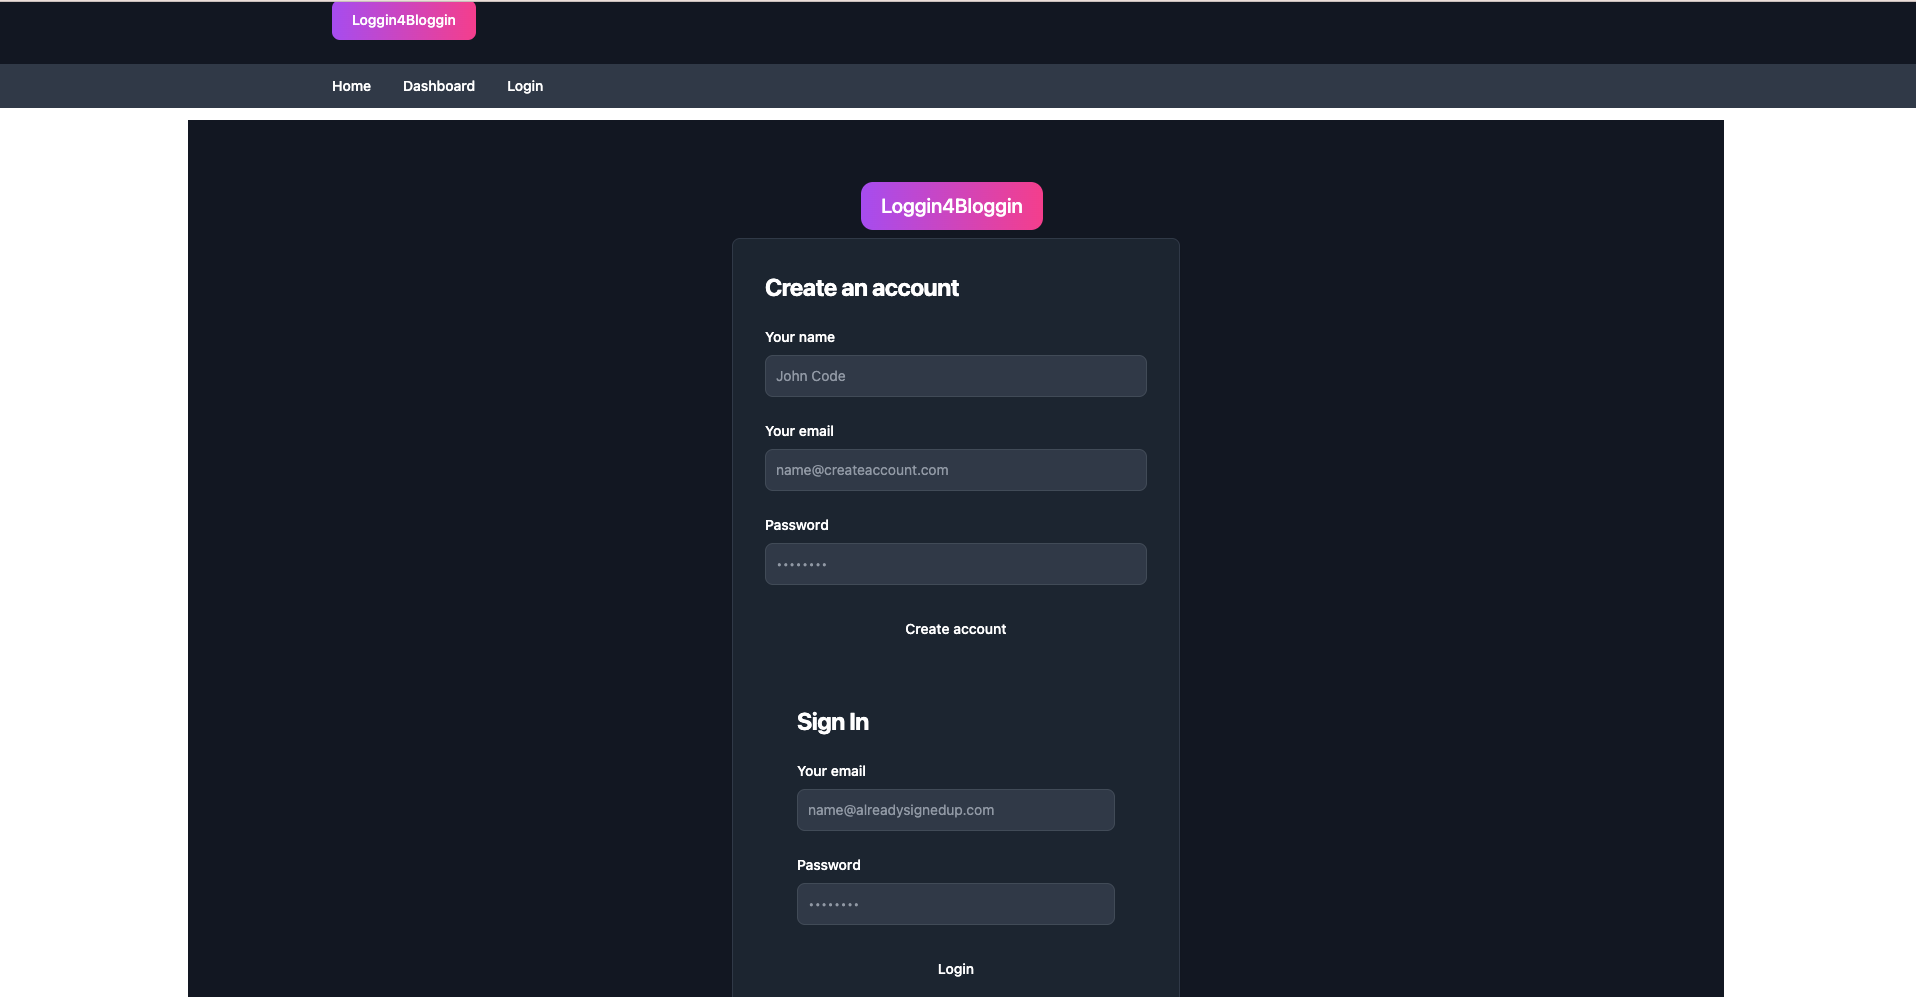 Loggin4Bloggin
Home Dashboard Login
Loggin4Bloggin
Create an account
Your name
John Code
Your email
name@createaccount.com
Password
••••••••
Create account
Sign In
Your email
name@alreadysignedup.com
Password
••••••••
Login